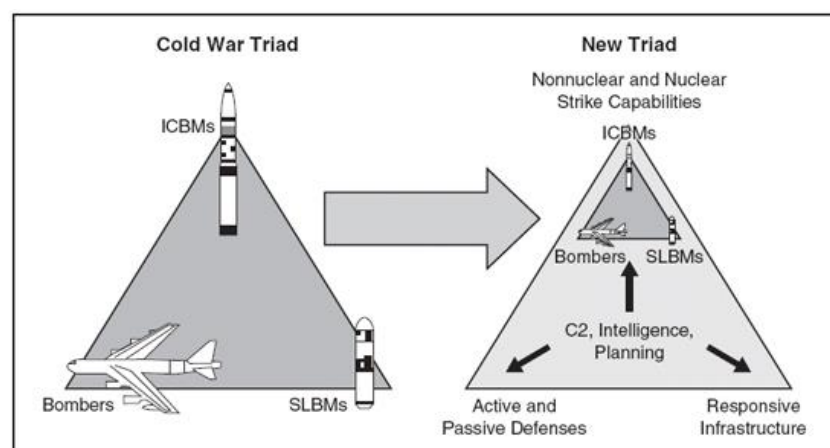 Cold War Triad
ICBMs
Bombers
SLBMs
New Triad
Nonnuclear and Nuclear
Strike Capabilities
ICBMs
Bombers
SLBMs
C2, Intelligence,
Planning
Active and
Passive Defenses
Responsive
Infrastructure